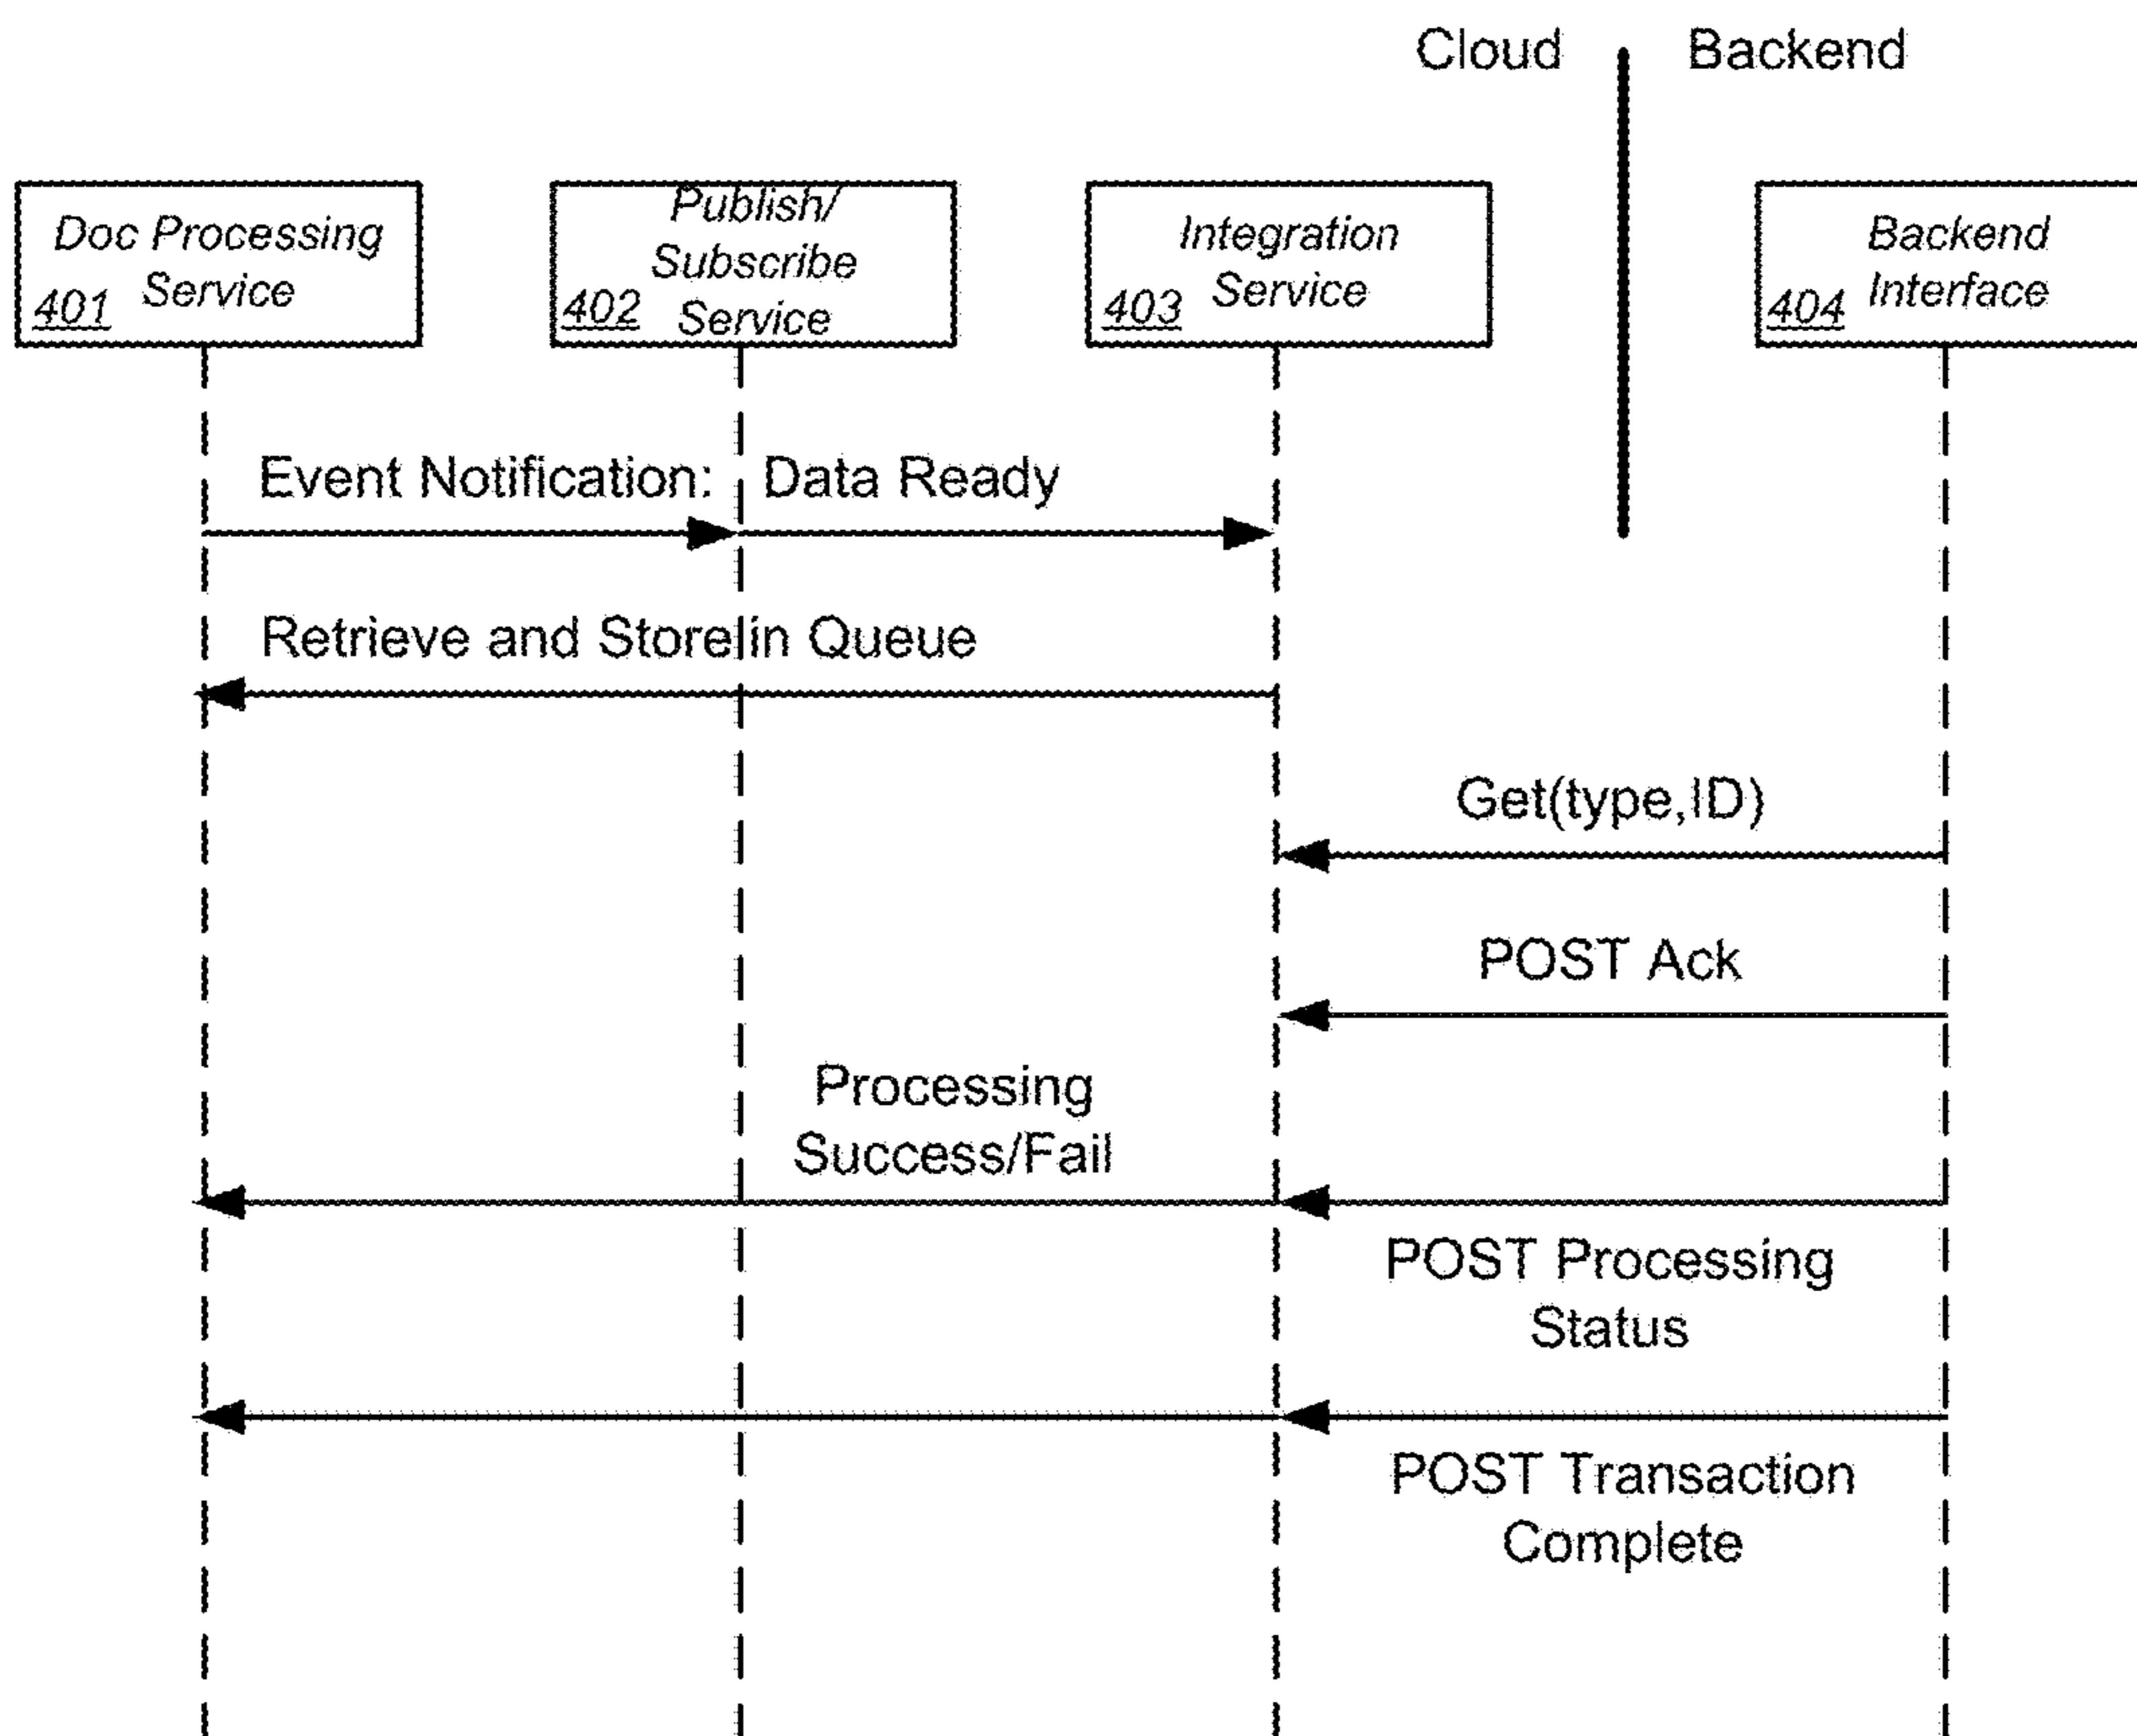 Cloud
Backend
Doc Processing
Service
401
Publish/
Subscribe
Service
402
Integration
Service
403
Backend
Interface
404
Event Notification: Data Ready
Retrieve and Store in Queue
Get(type,ID)
POST Ack
Processing
Success/Fail
POST Processing
Status
POST Transaction
Complete